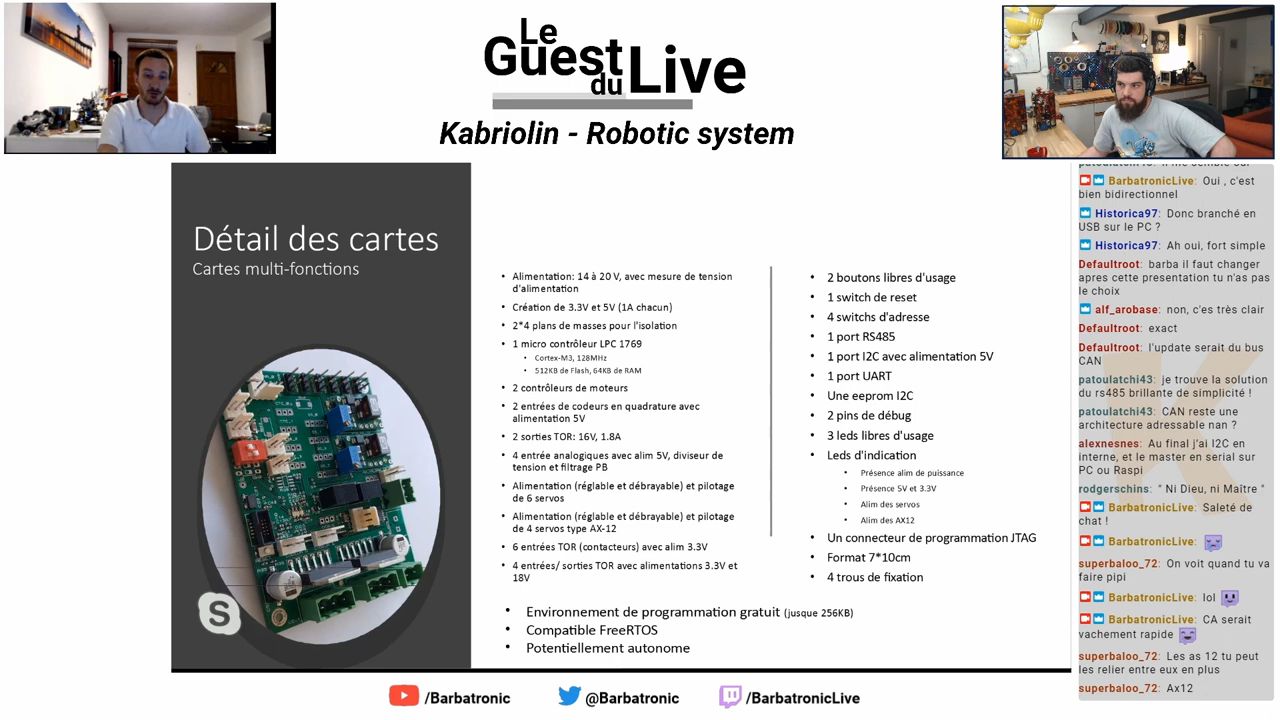 Le
Guest
du Live
Kabriolin - Robotic system
Détail des cartes
Cartes multi-fonctions
• Alimentation: 14 à 20 V, avec mesure de tension
d'alimentation
• Création de 3.3V et 5V (1A chacun)
• 2*4 plans de masses pour l'isolation
• 1 micro contrôleur LPC 1769
• Cortex-M3, 128MHz
• 512KB de Flash, 64KB de RAM
• 2 contrôleurs de moteurs
• 2 entrées de codeurs en quadrature avec
alimentation 5V
• 2 sorties TOR: 16V, 1.8A
• 4 entrée analogiques avec alim 5V, diviseur de
tension et filtrage PB
• Alimentation (réglable et débrayable) et pilotage
de 6 servos
• Alimentation (réglable et débrayable) et pilotage
de 4 servos type AX-12
• 6 entrées TOR (contacteurs) avec alim 3.3V
• 4 entrées/ sorties TOR avec alimentations 3.3V et
18V
• 2 boutons libres d'usage
• 1 switch de reset
• 4 switchs d'adresse
• 1 port RS485
• 1 port I2C avec alimentation 5V
• 1 port UART
• Une eeprom I2C
• 2 pins de débug
• 3 leds libres d'usage
• Leds d'indication
• Présence alim de puissance
• Présence 5V et 3.3V
• Alim des servos
• Alim des AX12
• Un connecteur de programmation JTAG
• Format 7*10cm
• 4 trous de fixation
• Environnement de programmation gratuit (jusque 256KB)
• Compatible FreeRTOS
• Potentiellement autonome
S
BarbatronicLive: Oui , c'est
bien bidirectionnel
Historica97: Donc branché en
USB sur le PC ?
Historica97: Ah oui, fort simple
Defaultroot: barba il faut changer
apres cette presentation tu n'as pas
le choix
alf_arobase: non, c'es très clair
Defaultroot: exact
Defaultroot: l'update serait du bus
CAN
patoulatchi43: je trouve la solution
du rs485 brillante de simplicité !
patoulatchi43: CAN reste une
architecture adressable nan ?
alexnesnes: Au final j'ai I2C en
interne, et le master en serial sur
PC ou Raspi
rodgerschins: " Ni Dieu, ni Maître "
BarbatronicLive: Saleté de
chat !
BarbatronicLive:
superbaloo_72: On voit quand tu va
faire pipi
BarbatronicLive: lol
BarbatronicLive: CA serait
vachement rapide
superbaloo_72: Les as 12 tu peut
les relier entre eux en plus
superbaloo_72: Ax12
/Barbatronic
@Barbatronic
/BarbatronicLive